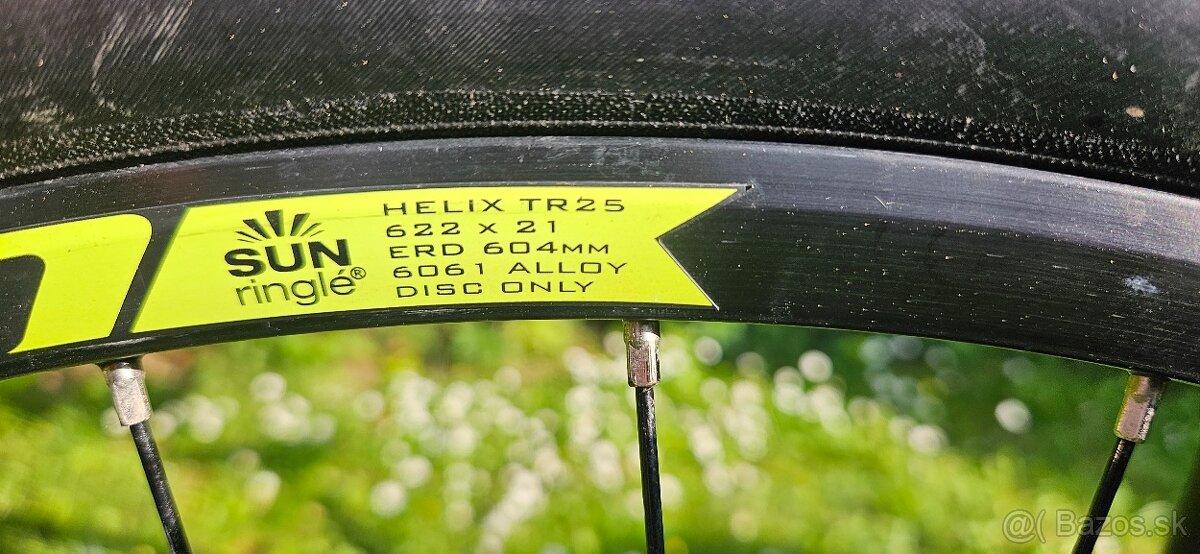 SUN
ringlé®
HELIX TR25
622 x 21
ERD 604MM
6061 ALLOY
DISC ONLY
@( Bazos.sk